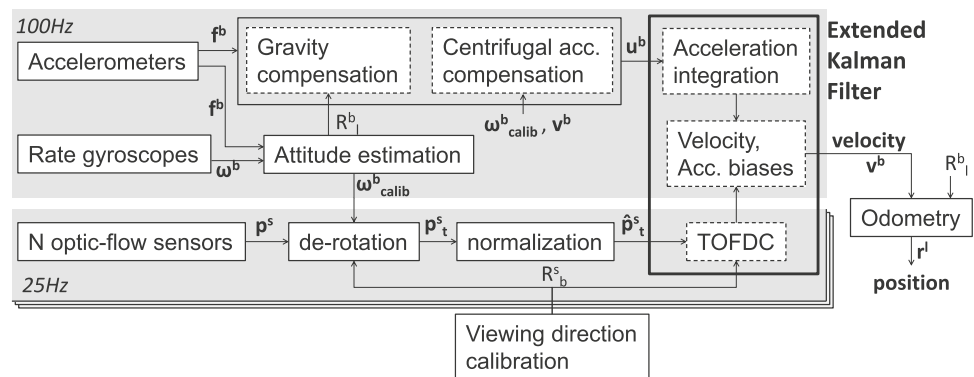 100Hz
f^b
Accelerometers
Gravity
compensation
Centrifugal acc.
compensation
u^b
Acceleration
integration
Extended
Kalman
Filter
f^b
R^b_l
ω^b_calib , v^b
Rate gyroscopes
ω^b
Attitude estimation
Velocity,
Acc. biases
velocity
v^b
R^b_l
ω^b_calib
N optic-flow sensors
p^s
de-rotation
p^s_t
normalization
p̂^s_t
TOFDC
Odometry
r^l
position
25Hz
R^s_b
Viewing direction
calibration